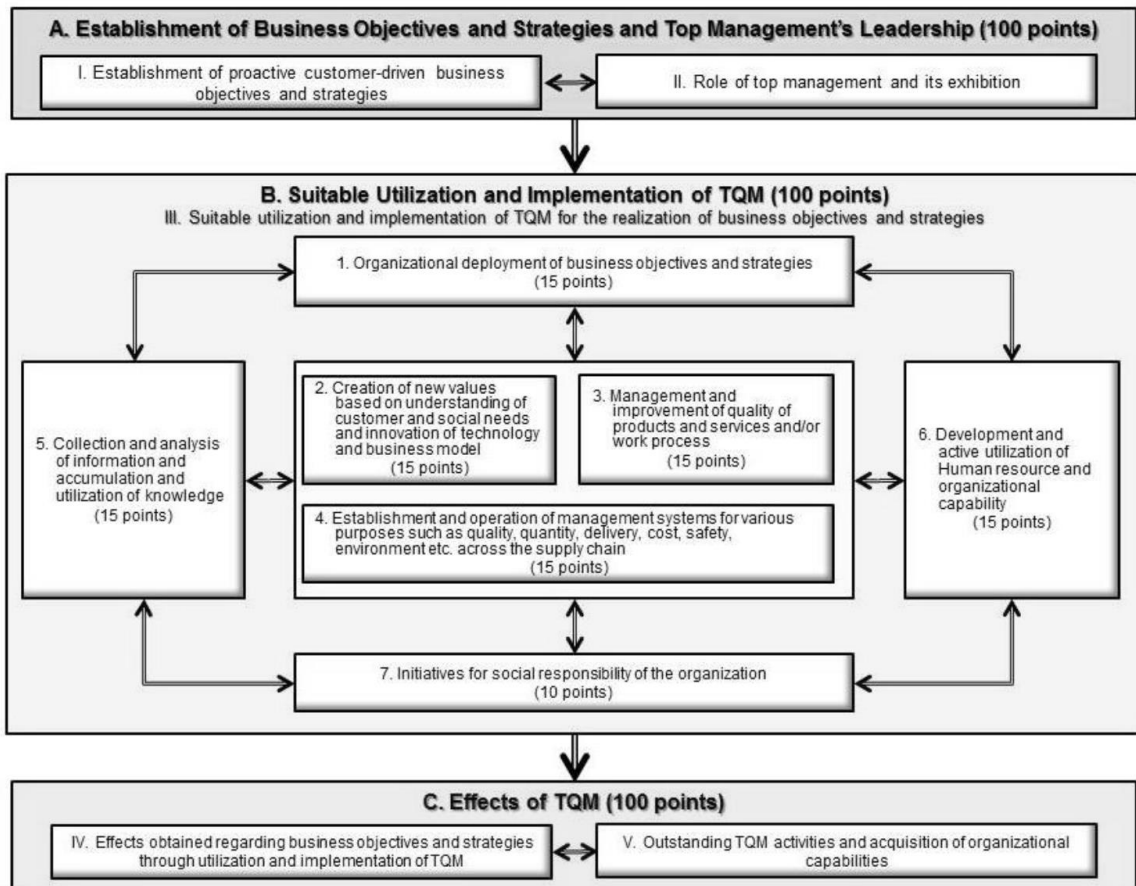 A. Establishment of Business Objectives and Strategies and Top Management's Leadership (100 points)
I. Establishment of proactive customer-driven business
objectives and strategies
II. Role of top management and its exhibition
B. Suitable Utilization and Implementation of TQM (100 points)
III. Suitable utilization and implementation of TQM for the realization of business objectives and strategies
1. Organizational deployment of business objectives and strategies
(15 points)
2. Creation of new values
based on understanding of
customer and social needs
and innovation of technology
and business model
(15 points)
3. Management and
improvement of quality of
products and services and/or
work process
(15 points)
4. Establishment and operation of management systems for various
purposes such as quality, quantity, delivery, cost, safety,
environment etc. across the supply chain
(15 points)
5. Collection and analysis
of information and
accumulation and
utilization of knowledge
(15 points)
6. Development and
active utilization of
Human resource and
organizational
capability
(15 points)
7. Initiatives for social responsibility of the organization
(10 points)
C. Effects of TQM (100 points)
IV. Effects obtained regarding business objectives and strategies
through utilization and implementation of TQM
V. Outstanding TQM activities and acquisition of organizational
capabilities